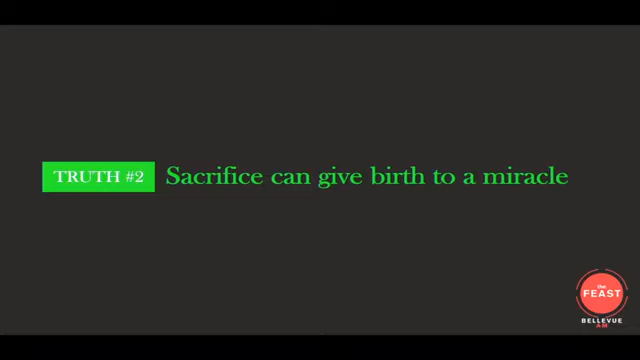 TRUTH #2 Sacrifice can give birth to a miracle
the
FEAST
BELLEVUE
AM